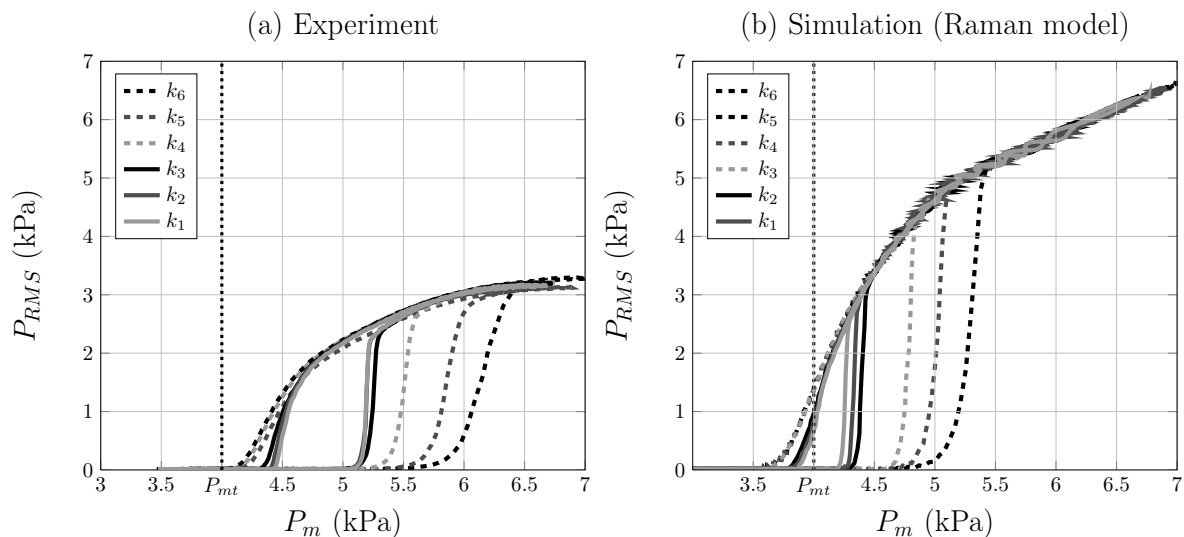 (a) Experiment
7
6
5
4
3
2
1
0
k6
k5
k4
k3
k2
k1
3 3.5 Pmt 4.5 5 5.5 6 6.5 7
Pm (kPa)
PRMS (kPa)
(b) Simulation (Raman model)
7
6
5
4
3
2
1
0
k6
k5
k4
k3
k2
k1
3.5 Pmt 4.5 5 5.5 6 6.5 7
Pm (kPa)
PRMS (kPa)